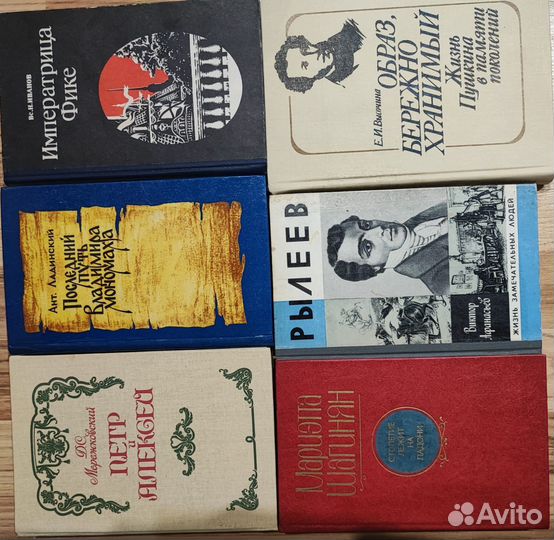 Вс.Н.ИВАНОВ
Императрица
Фике
Е.И.Высочина
ОБРАЗ,
БЕРЕЖНО
ХРАНИМЫЙ
Жизнь
Пушкина
в памяти
поколений
Ант. Ладинский
Последний
путь
Владимира
Мономаха
РЫЛЕЕВ
Виктор
Афанасьев
ЖИЗНЬ ЗАМЕЧАТЕЛЬНЫХ ЛЮДЕЙ
Д.С.
Мережковский
ПЕТР
и
АЛЕКСЕЙ
МАРИЭТТА
ШАГИНЯН
СТОЛЕТИЕ
ЛЕЖИТ
НА
ЛАДОНИ
Avito